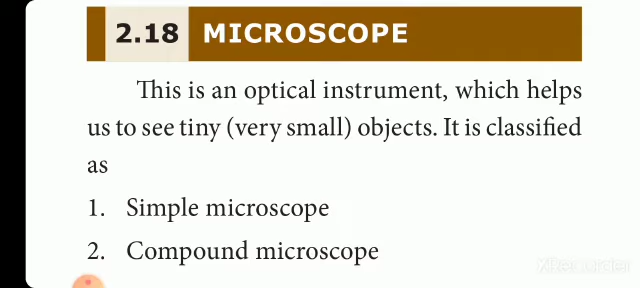 2.18 MICROSCOPE
This is an optical instrument, which helps
us to see tiny (very small) objects. It is classified
as
1. Simple microscope
2. Compound microscope
XRecorder